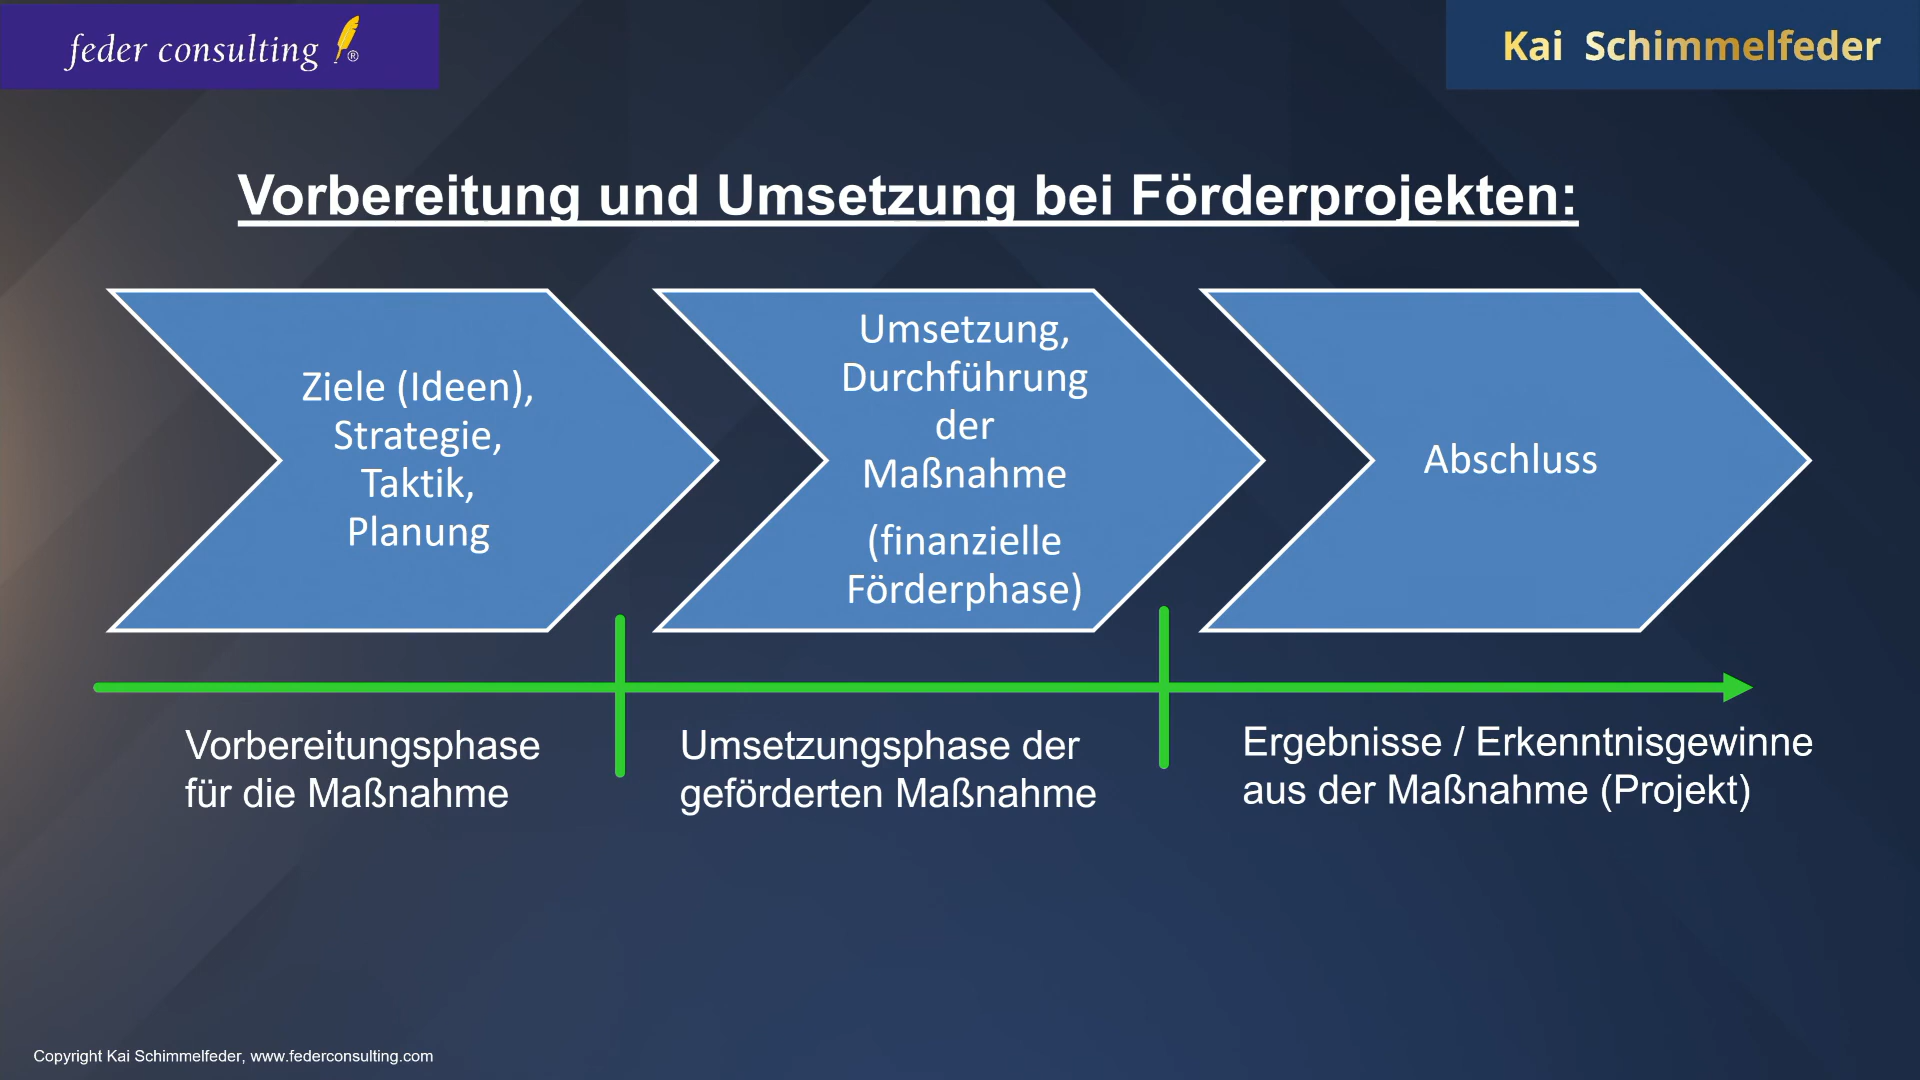 feder consulting ®
Kai Schimmelfeder
Vorbereitung und Umsetzung bei Förderprojekten:
Ziele (Ideen),
Strategie,
Taktik,
Planung
Umsetzung,
Durchführung
der
Maßnahme
(finanzielle
Förderphase)
Abschluss
Vorbereitungsphase
für die Maßnahme
Umsetzungsphase der
geförderten Maßnahme
Ergebnisse / Erkenntnisgewinne
aus der Maßnahme (Projekt)
Copyright Kai Schimmelfeder, www.federconsulting.com